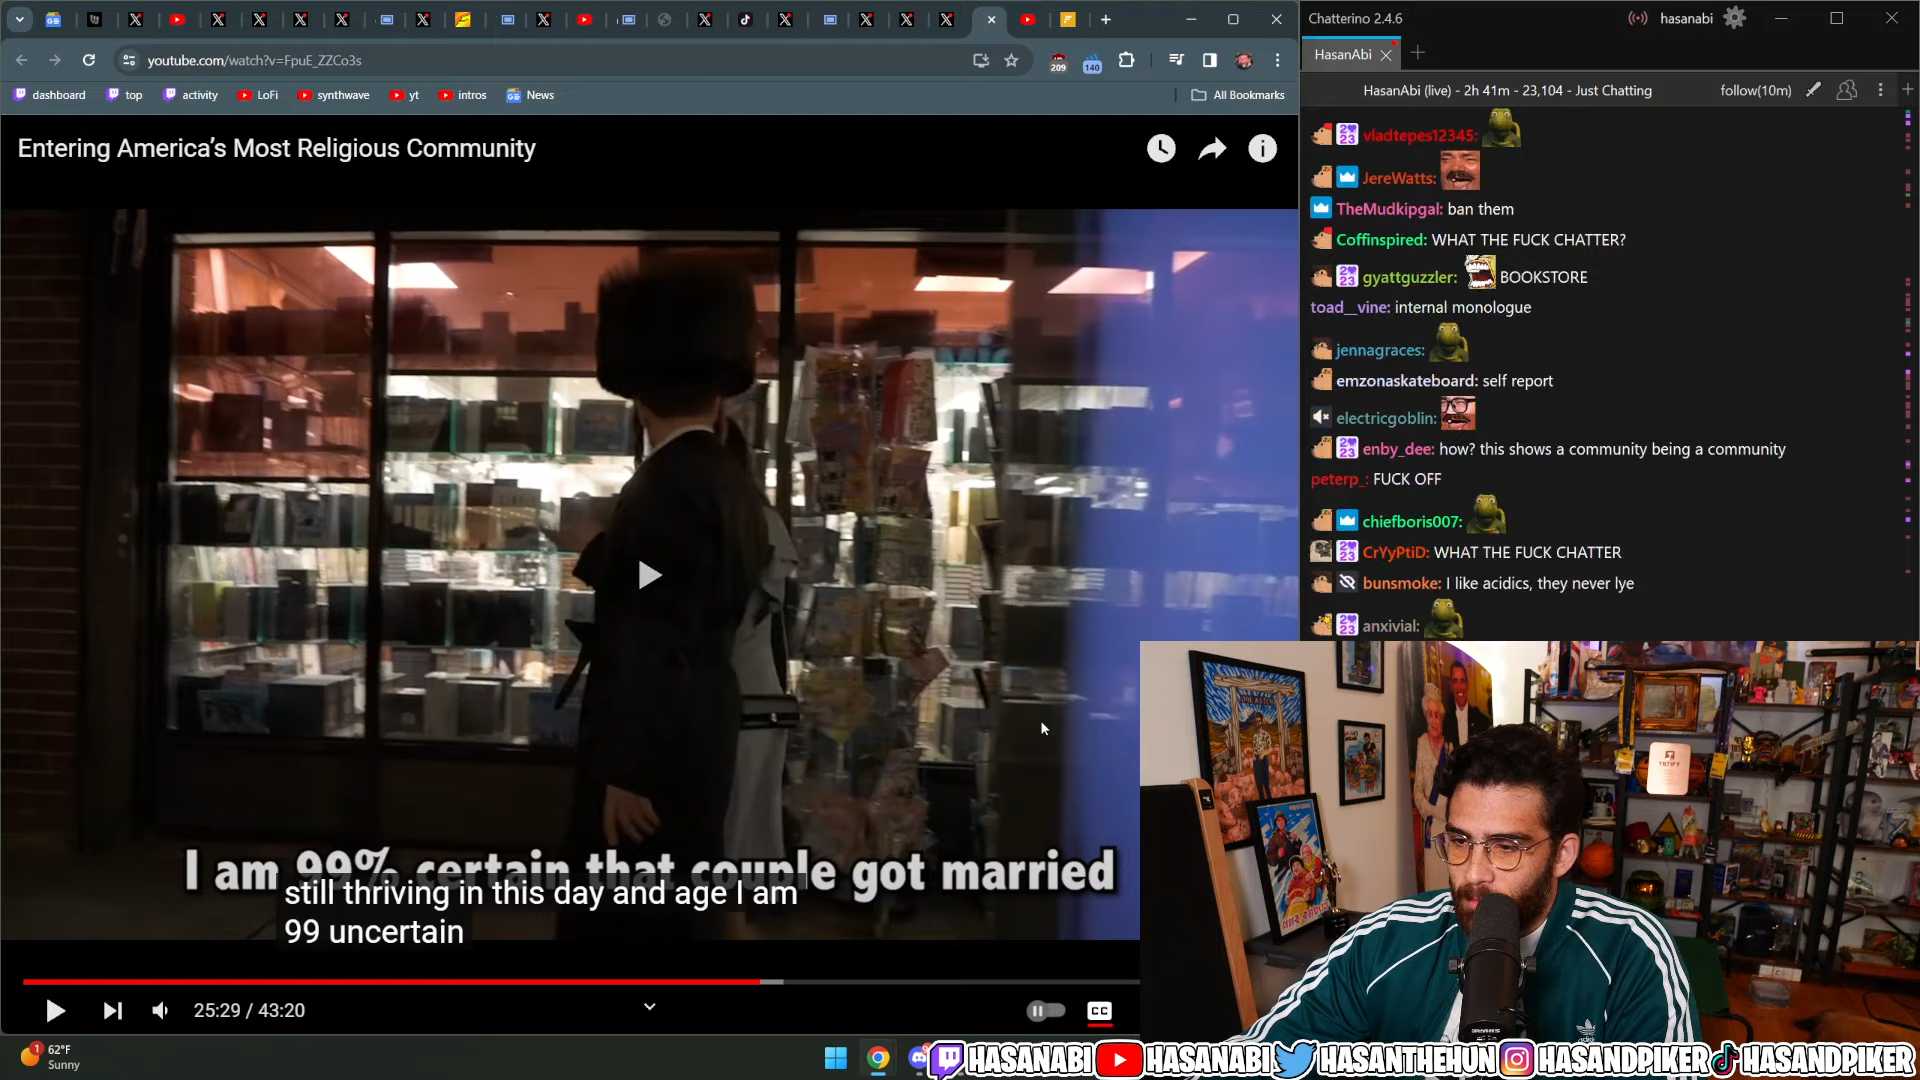 youtube.com/watch?v=FpuE_ZZCo3s
209
140
dashboard
top
activity
LoFi
synthwave
yt
intros
News
All Bookmarks
Entering America's Most Religious Community
I am 99% certain that couple got married
still thriving in this day and age I am
99 uncertain
25:29 / 43:20
CC
1
62°F
Sunny
Chatterino 2.4.6
hasanabi
HasanAbi
HasanAbi (live) - 2h 41m - 23,104 - Just Chatting
follow(10m)
vladtepes12345:
JereWatts:
TheMudkipgal: ban them
Coffinspired: WHAT THE FUCK CHATTER?
gyattguzzler: BOOKSTORE
toad__vine: internal monologue
jennagraces:
emzonaskateboard: self report
electricgoblin:
enby_dee: how? this shows a community being a community
peterp_: FUCK OFF
chiefboris007:
CrYyPtiD: WHAT THE FUCK CHATTER
bunsmoke: I like acidics, they never lye
anxivial:
HASANABI HASANABI HASANTHEHUN HASANDPIKER HASANDPIKER